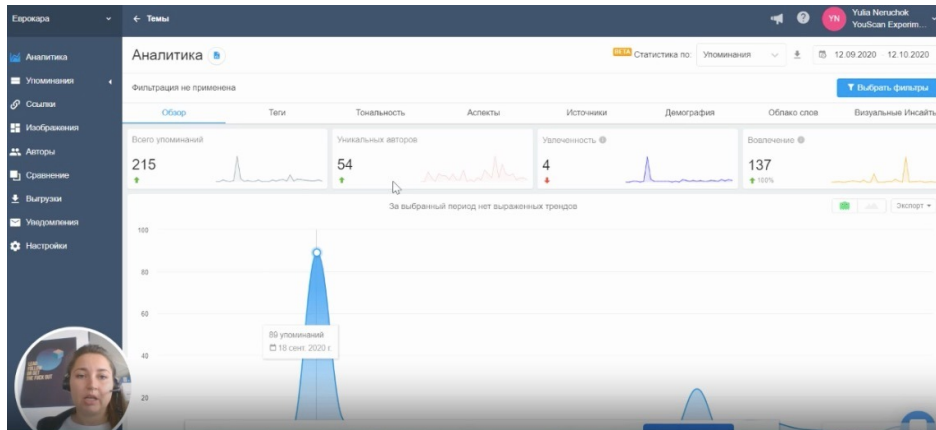 Еврокара
← Темы
YN
Yulia Neruchok
YouScan Experim...
Аналитика
Упоминания
Ссылки
Изображения
Авторы
Сравнение
Выгрузки
Уведомления
Настройки
Аналитика
BETA Статистика по: Упоминания
12.09.2020 - 12.10.2020
Фильтрация не применена
Выбрать фильтры
Обзор Теги Тональность Аспекты Источники Демография Облако слов Визуальные Инсайты
Всего упоминаний
215
Уникальных авторов
54
Увлеченность
4
Вовлечение
137
100%
За выбранный период нет выраженных трендов
Экспорт
100
80
60
40
20
89 упоминаний
18 сент. 2020 г.